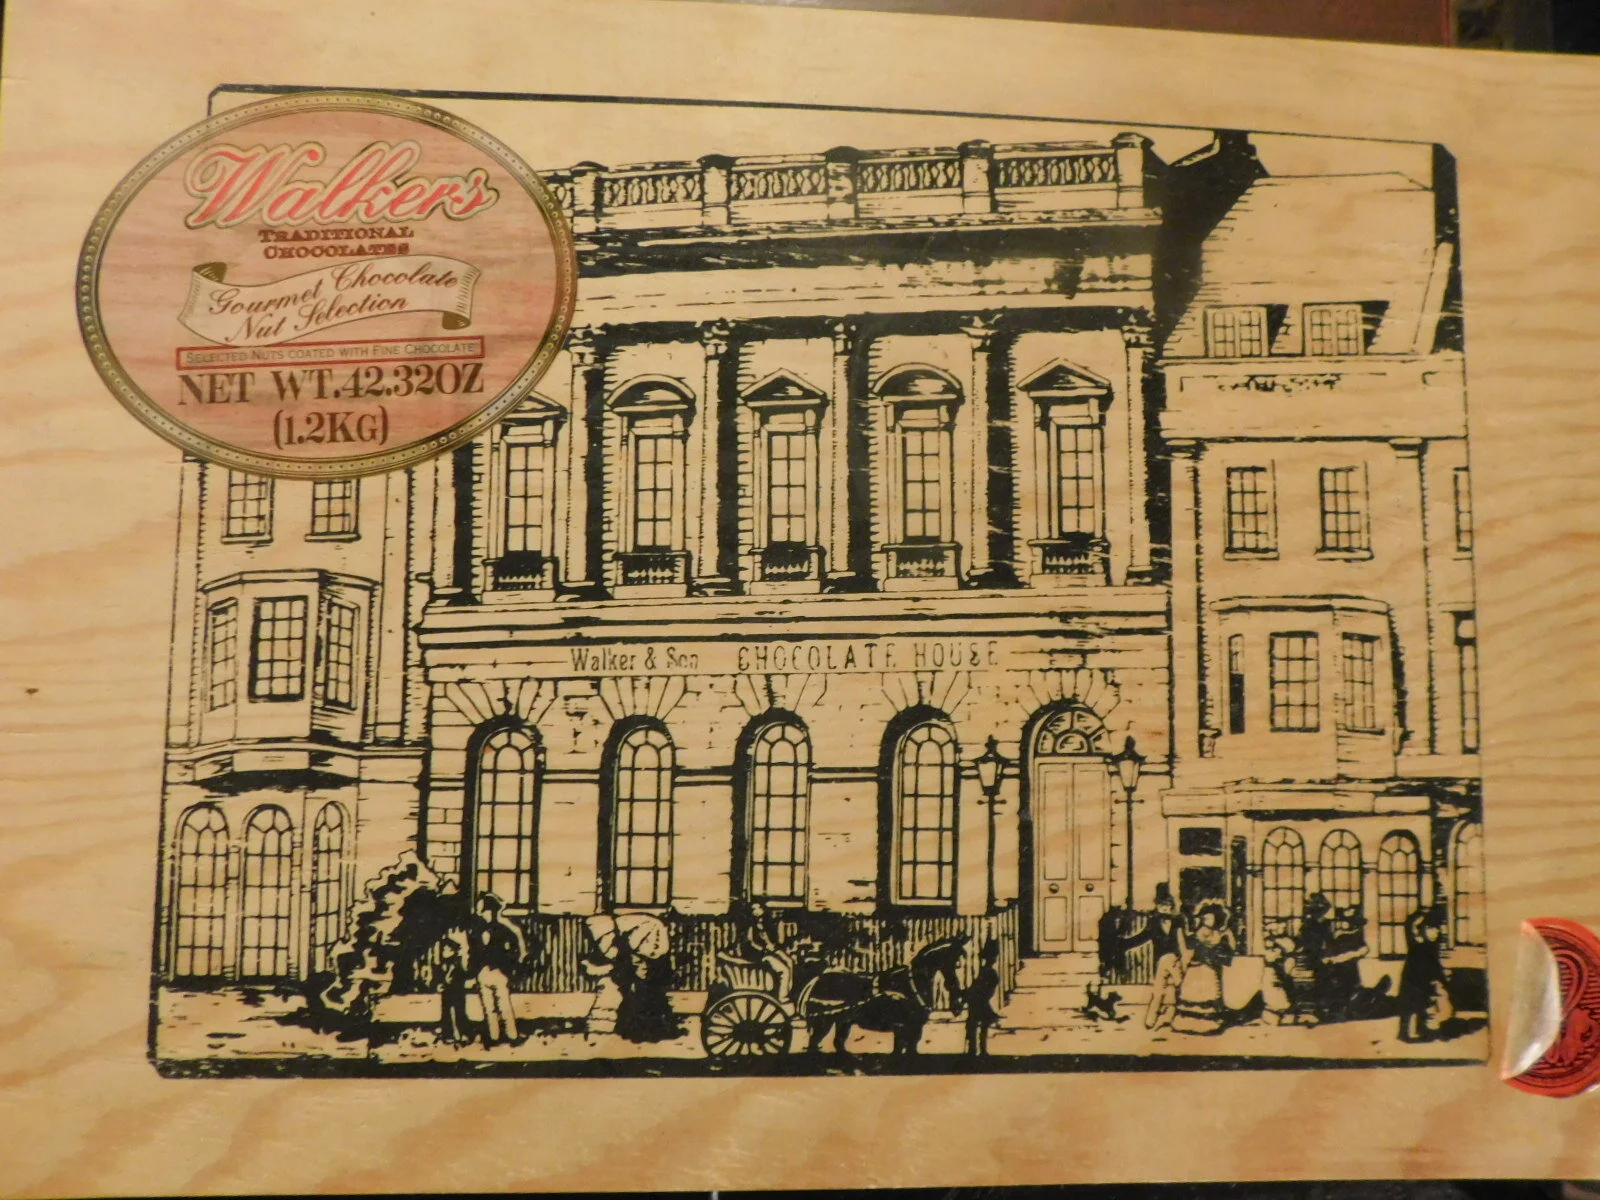 Walkers
TRADITIONAL
CHOCOLATES
Gourmet Chocolate
Nut Selection
SELECTED NUTS COATED WITH FINE CHOCOLATE
NET WT.42.32OZ
(1.2KG)
Walker & Son CHOCOLATE HOUSE